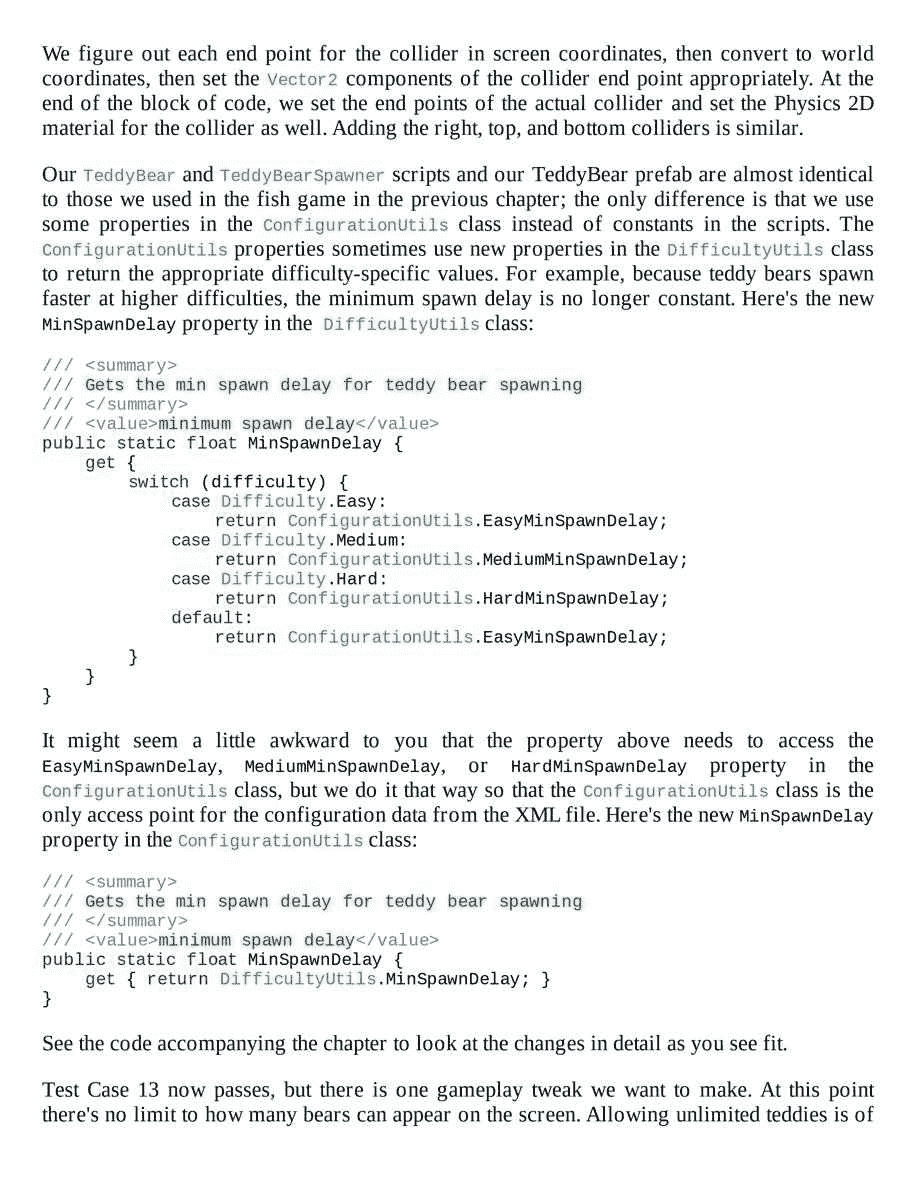 We figure out each end point for the collider in screen coordinates, then convert to world
coordinates, then set the Vector2 components of the collider end point appropriately. At the
end of the block of code, we set the end points of the actual collider and set the Physics 2D
material for the collider as well. Adding the right, top, and bottom colliders is similar.
Our TeddyBear and TeddyBearSpawner scripts and our TeddyBear prefab are almost identical
to those we used in the fish game in the previous chapter; the only difference is that we use
some properties in the ConfigurationUtils class instead of constants in the scripts. The
ConfigurationUtils properties sometimes use new properties in the DifficultyUtils class
to return the appropriate difficulty-specific values. For example, because teddy bears spawn
faster at higher difficulties, the minimum spawn delay is no longer constant. Here's the new
MinSpawnDelay property in the DifficultyUtils class:
/// <summary>
/// Gets the min spawn delay for teddy bear spawning
/// </summary>
/// <value>minimum spawn delay</value>
public static float MinSpawnDelay {
    get {
        switch (difficulty) {
            case Difficulty.Easy:
                return ConfigurationUtils.EasyMinSpawnDelay;
            case Difficulty.Medium:
                return ConfigurationUtils.MediumMinSpawnDelay;
            case Difficulty.Hard:
                return ConfigurationUtils.HardMinSpawnDelay;
            default:
                return ConfigurationUtils.EasyMinSpawnDelay;
        }
    }
}
It might seem a little awkward to you that the property above needs to access the
EasyMinSpawnDelay, MediumMinSpawnDelay, or HardMinSpawnDelay property in the
ConfigurationUtils class, but we do it that way so that the ConfigurationUtils class is the
only access point for the configuration data from the XML file. Here's the new MinSpawnDelay
property in the ConfigurationUtils class:
/// <summary>
/// Gets the min spawn delay for teddy bear spawning
/// </summary>
/// <value>minimum spawn delay</value>
public static float MinSpawnDelay {
    get { return DifficultyUtils.MinSpawnDelay; }
}
See the code accompanying the chapter to look at the changes in detail as you see fit.
Test Case 13 now passes, but there is one gameplay tweak we want to make. At this point
there's no limit to how many bears can appear on the screen. Allowing unlimited teddies is of